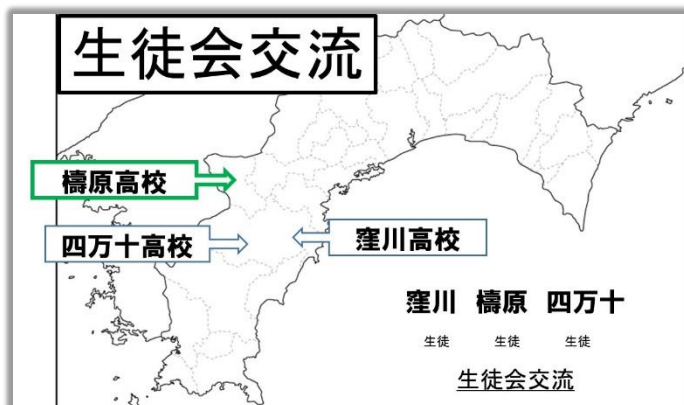 生徒会交流
檮原高校
四万十高校
窪川高校
窪川 檮原 四万十
生徒 生徒 生徒
生徒会交流